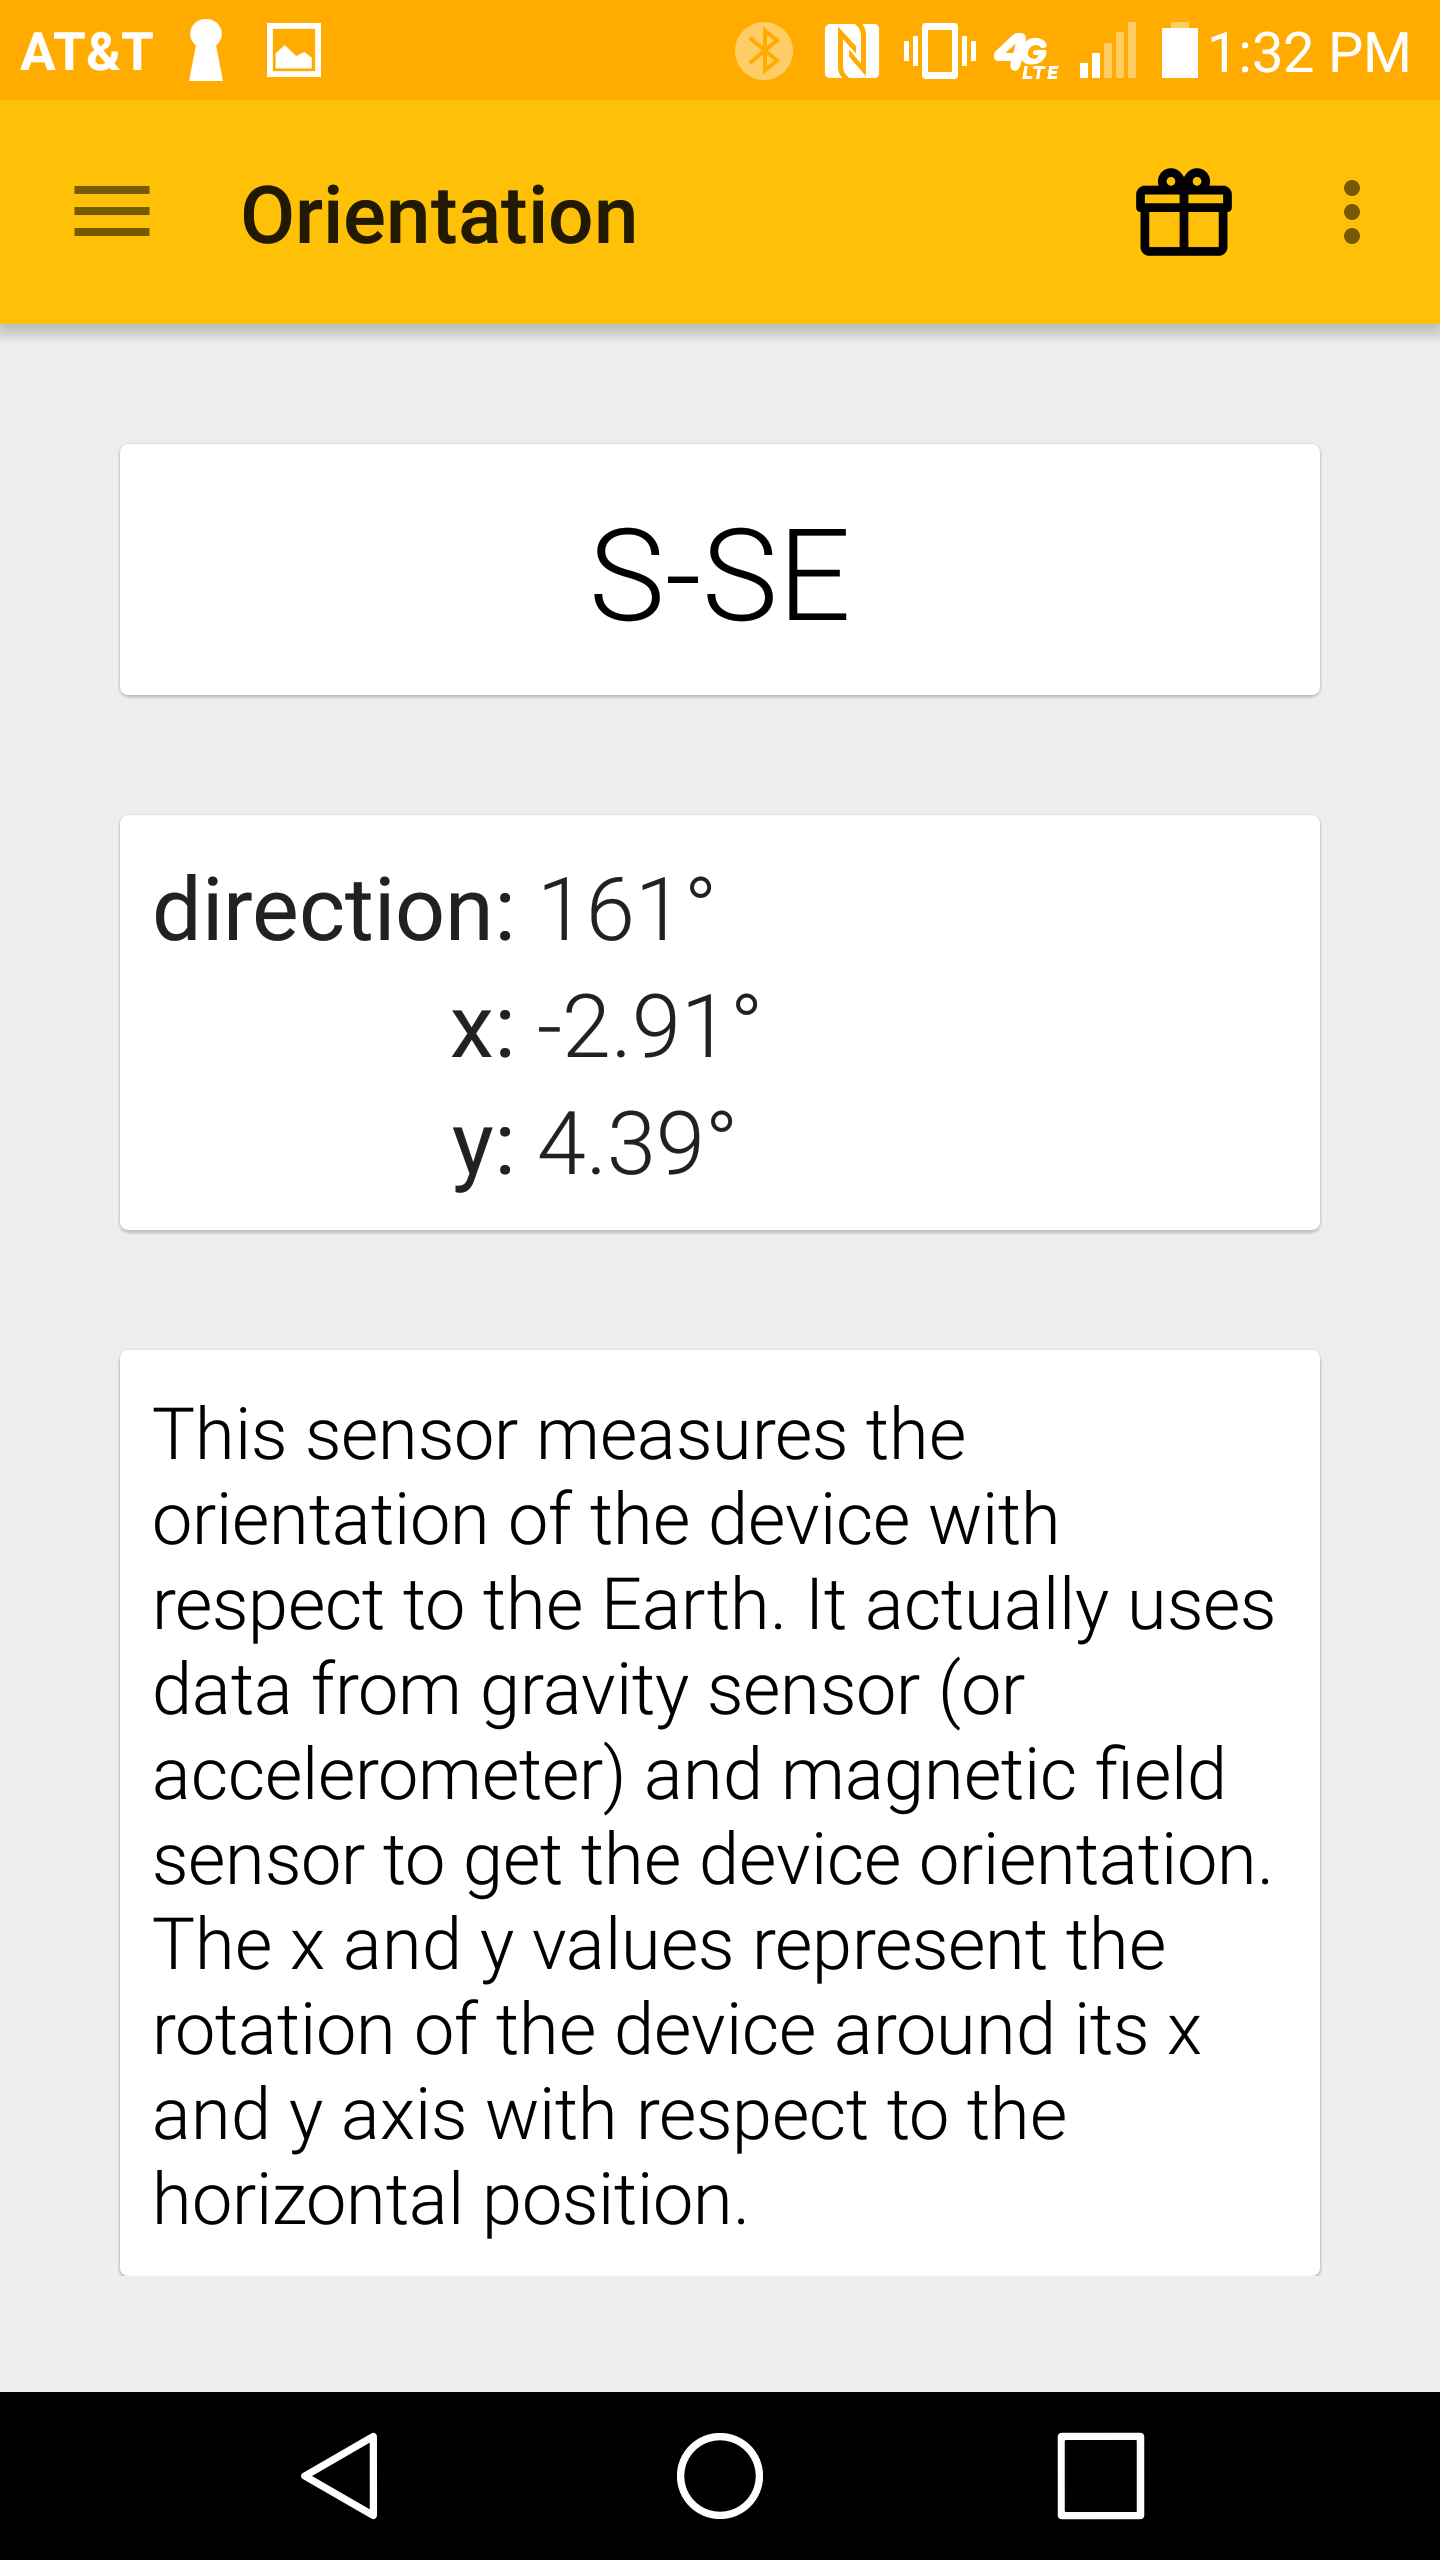 AT&T 4G LTE 1:32 PM
Orientation
S-SE
direction: 161°
x: -2.91°
y: 4.39°
This sensor measures the
orientation of the device with
respect to the Earth. It actually uses
data from gravity sensor (or
accelerometer) and magnetic field
sensor to get the device orientation.
The x and y values represent the
rotation of the device around its x
and y axis with respect to the
horizontal position.